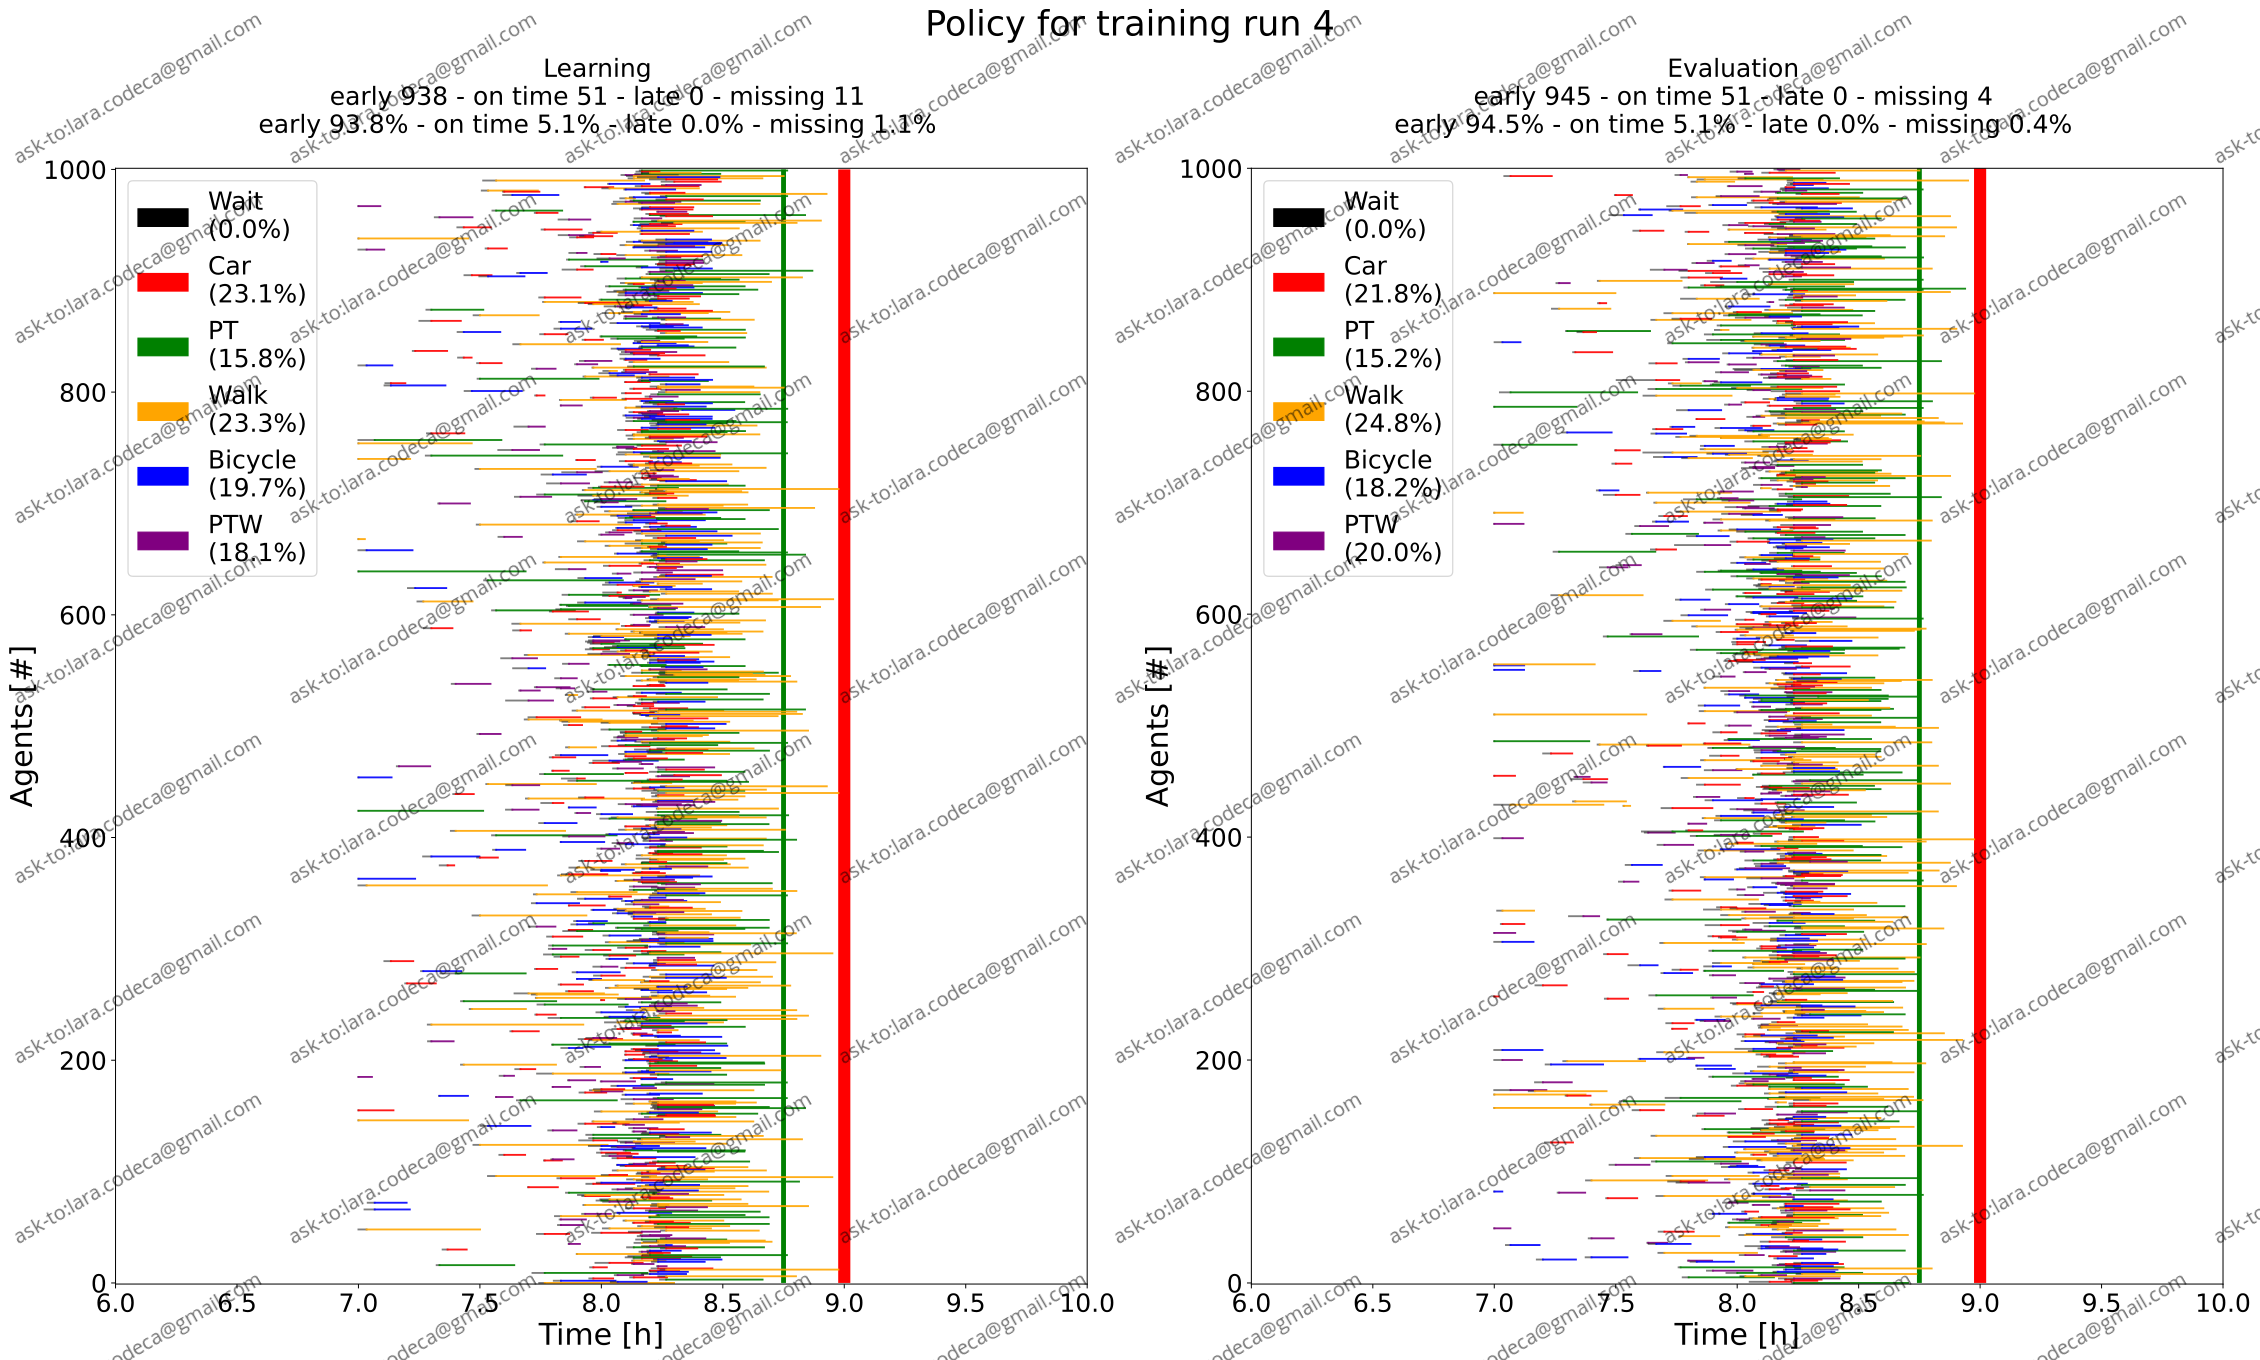 Policy for training run 4
Learning
early 938 - on time 51 - late 0 - missing 11
early 93.8% - on time 5.1% - late 0.0% - missing 1.1%
1000
800
600
400
200
0
Agents [#]
Wait
(0.0%)
Car
(23.1%)
PT
(15.8%)
Walk
(23.3%)
Bicycle
(19.7%)
PTW
(18.1%)
6.0 6.5 7.0 7.5 8.0 8.5 9.0 9.5 10.0
Time [h]
Evaluation
early 945 - on time 51 - late 0 - missing 4
early 94.5% - on time 5.1% - late 0.0% - missing 0.4%
1000
800
600
400
200
0
Agents [#]
Wait
(0.0%)
Car
(21.8%)
PT
(15.2%)
Walk
(24.8%)
Bicycle
(18.2%)
PTW
(20.0%)
6.0 6.5 7.0 7.5 8.0 8.5 9.0 9.5 10.0
Time [h]
ask-to:lara.codeca@gmail.com